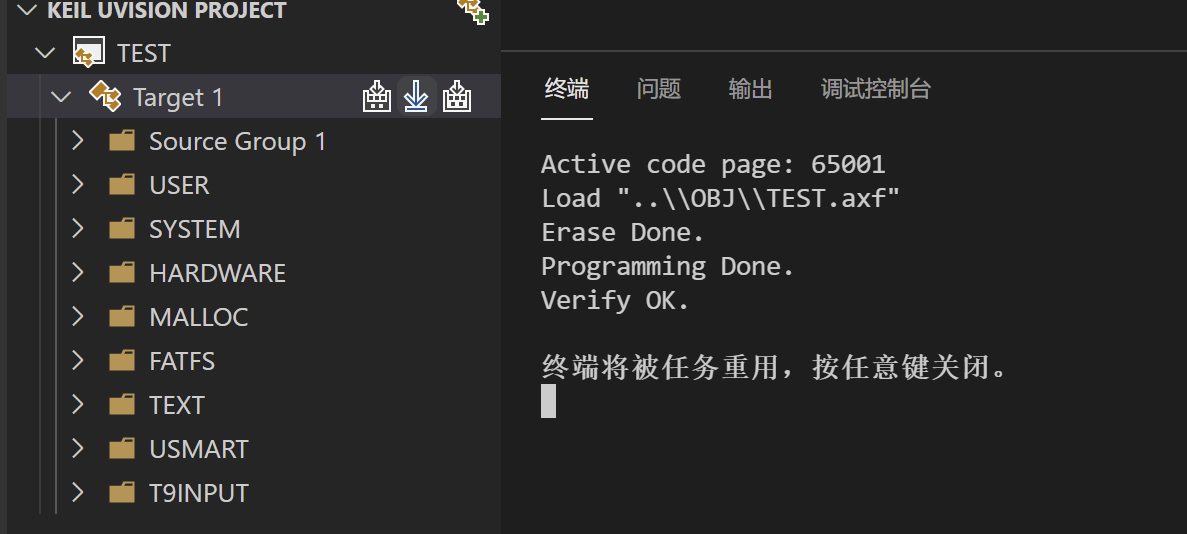 KEIL UVISION PROJECT
TEST
Target 1
Source Group 1
USER
SYSTEM
HARDWARE
MALLOC
FATFS
TEXT
USMART
T9INPUT
终端 问题 输出 调试控制台
Active code page: 65001
Load "..\\OBJ\\TEST.axf"
Erase Done.
Programming Done.
Verify OK.
终端将被任务重用，按任意键关闭。